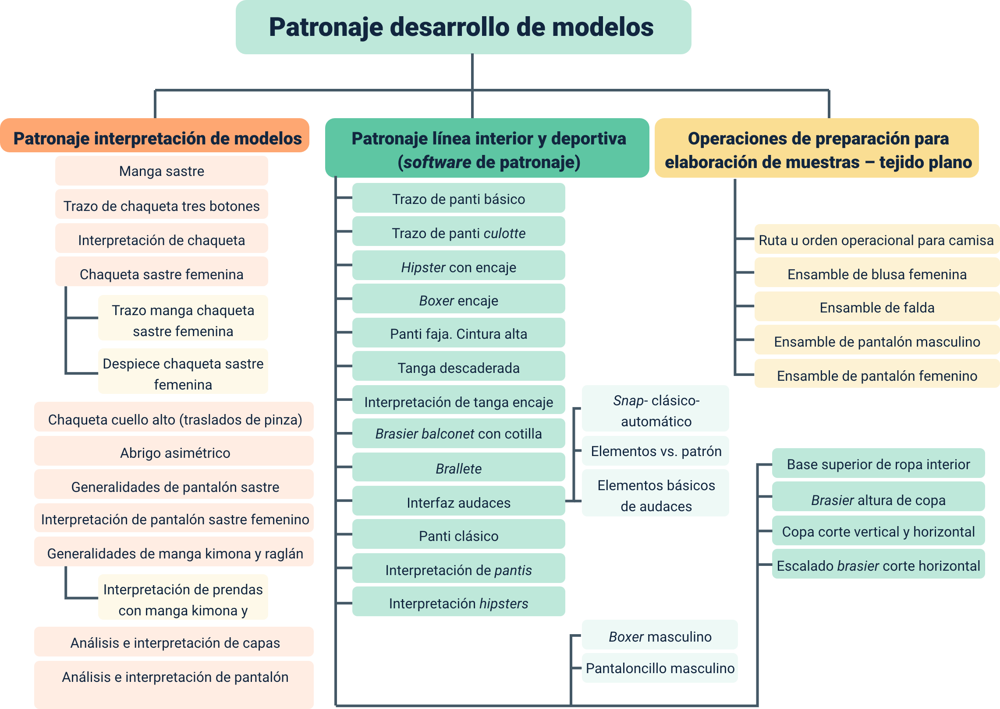 Patronaje desarrollo de modelos
Patronaje interpretación de modelos
Manga sastre
Trazo de chaqueta tres botones
Interpretación de chaqueta
Chaqueta sastre femenina
Trazo manga chaqueta
sastre femenina
Despiece chaqueta sastre
femenina
Chaqueta cuello alto (traslados de pinza)
Abrigo asimétrico
Generalidades de pantalón sastre
Interpretación de pantalón sastre femenino
Generalidades de manga kimona y raglán
Interpretación de prendas
con manga kimona y
Análisis e interpretación de capas
Análisis e interpretación de pantalón
Patronaje línea interior y deportiva
(software de patronaje)
Trazo de panti básico
Trazo de panti culotte
Hipster con encaje
Boxer encaje
Panti faja. Cintura alta
Tanga descaderada
Interpretación de tanga encaje
Brasier balconet con cotilla
Brallete
Interfaz audaces
Snap- clásico-
automático
Elementos vs. patrón
Elementos básicos
de audaces
Panti clásico
Interpretación de pantis
Interpretación hipsters
Boxer masculino
Pantaloncillo masculino
Base superior de ropa interior
Brasier altura de copa
Copa corte vertical y horizontal
Escalado brasier corte horizontal
Operaciones de preparación para
elaboración de muestras – tejido plano
Ruta u orden operacional para camisa
Ensamble de blusa femenina
Ensamble de falda
Ensamble de pantalón masculino
Ensamble de pantalón femenino